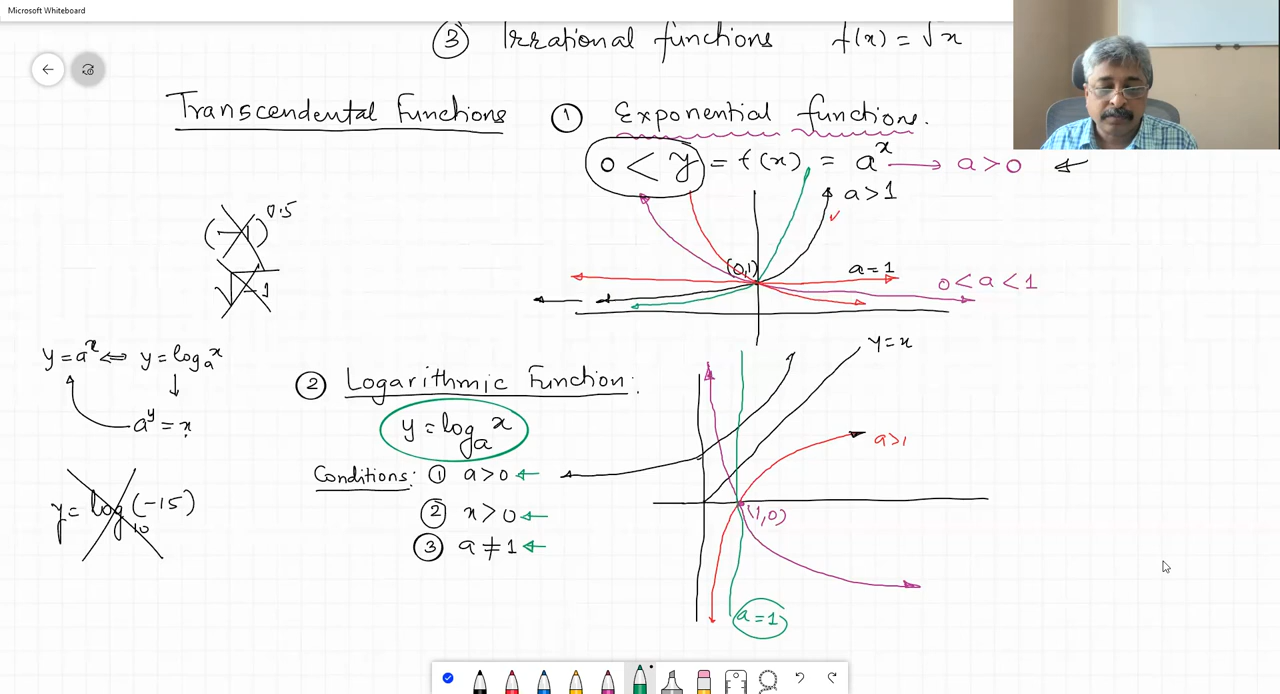 Microsoft Whiteboard
③ Irrational functions f(x) = √x
Transcendental Functions
① Exponential functions.
0 < y = f(x) = a^x → a > 0 ←
a > 1
(-1)^0.5
√-1
(0,1)
a = 1
0 < a < 1
y = a^x ⇔ y = log_a x
a^y = x
y = x
② Logarithmic Function:
y = log_a x
Conditions: ① a > 0 ←
② x > 0 ←
③ a ≠ 1 ←
y = log_10 (-15)
a > 1
(1,0)
a = 1